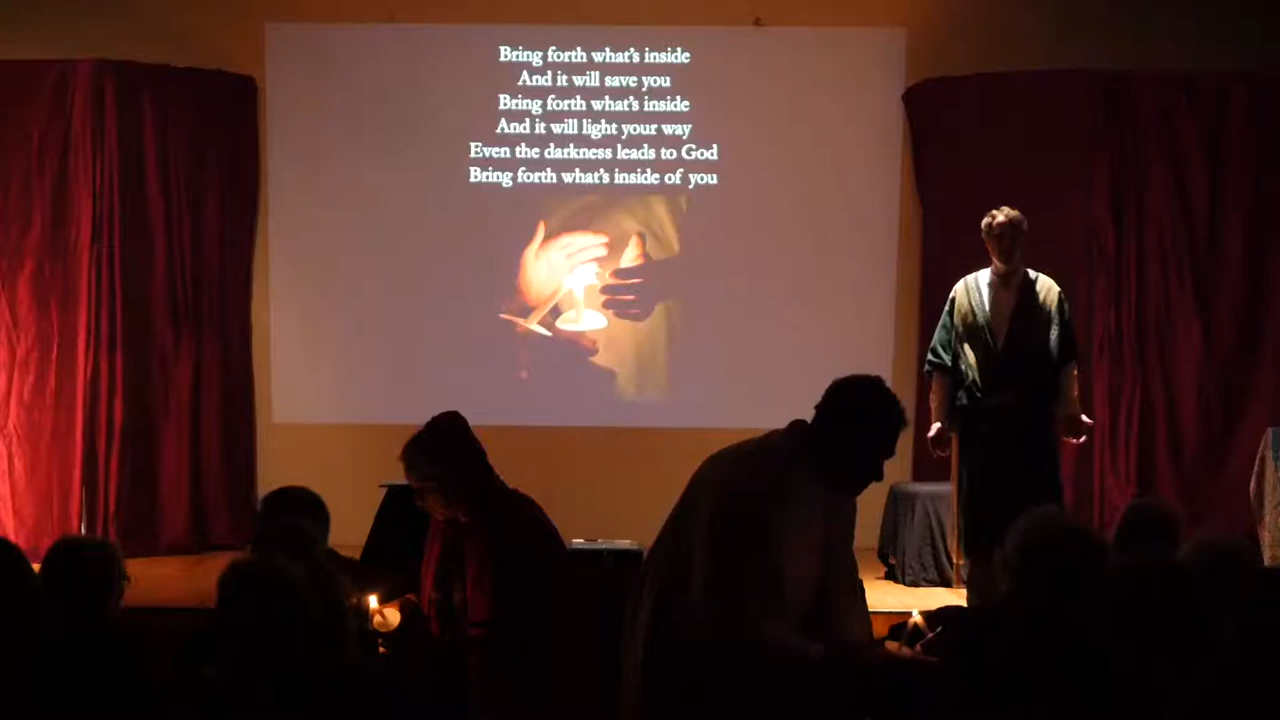 Bring forth what's inside
And it will save you
Bring forth what's inside
And it will light your way
Even the darkness leads to God
Bring forth what's inside of you